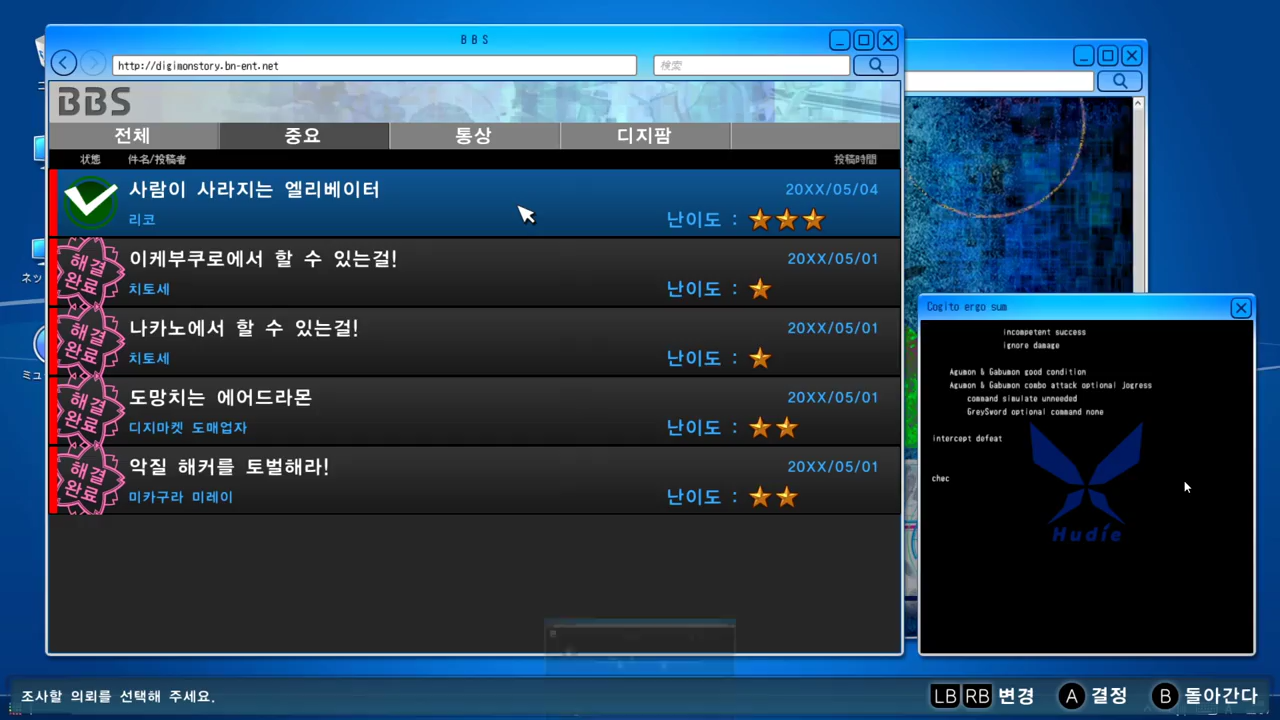 BBS
http://digimonstory.bn-ent.net
検索
BBS
전체 중요 통상 디지팜
状態 件名/投稿者 投稿時間
사람이 사라지는 엘리베이터 20XX/05/04
리코 난이도 :
해결
완료
이케부쿠로에서 할 수 있는걸! 20XX/05/01
치토세 난이도 :
해결
완료
나카노에서 할 수 있는걸! 20XX/05/01
치토세 난이도 :
해결
완료
도망치는 에어드라몬 20XX/05/01
디지마켓 도매업자 난이도 :
해결
완료
악질 해커를 토벌해라! 20XX/05/01
미카구라 미레이 난이도 :
Cogito ergo sum
incompetent success
ignore damage
Agumon & Gabumon good condition
Agumon & Gabumon combo attack optional jogress
command simulate unneeded
GreySword optional command none
intercept defeat
chec
Hudíe
조사할 의뢰를 선택해 주세요.
LB RB 변경 A 결정 B 돌아간다